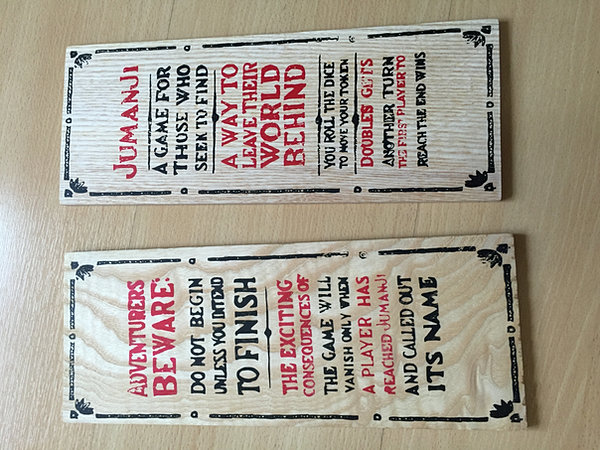 JUMANJI
A GAME FOR
THOSE WHO
SEEK TO FIND
A WAY TO
LEAVE THEIR
WORLD
BEHIND
YOU ROLL THE DICE
TO MOVE YOUR TOKEN
DOUBLES GETS
ANOTHER TURN
THE FIRST PLAYER TO
REACH THE END WINS
ADVENTURERS
BEWARE:
DO NOT BEGIN
UNLESS YOU INTEND
TO FINISH
THE EXCITING
CONSEQUENCES OF
THE GAME WILL
VANISH ONLY WHEN
A PLAYER HAS
REACHED JUMANJI
AND CALLED OUT
ITS NAME